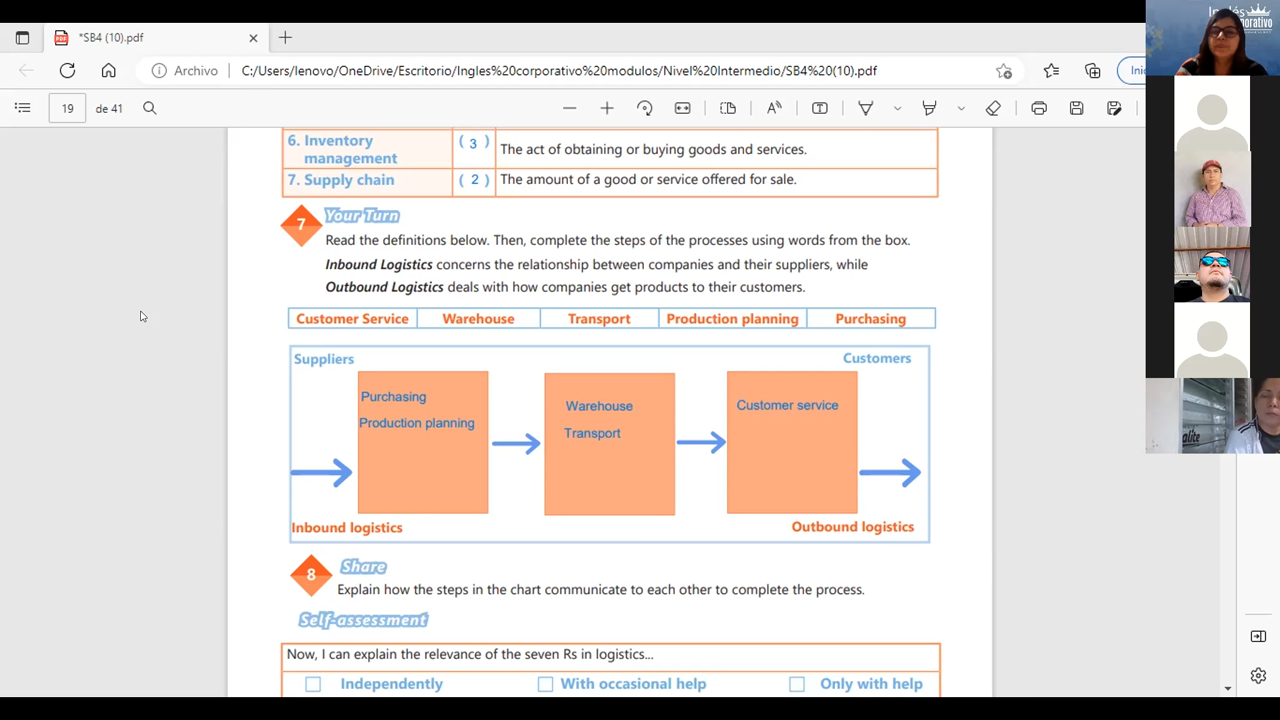 *SB4 (10).pdf
Archivo
C:/Users/lenovo/OneDrive/Escritorio/Ingles%20corporativo%20modulos/Nivel%20Intermedio/SB4%20(10).pdf
19
de 41
6. Inventory
management
( 3 )
The act of obtaining or buying goods and services.
7. Supply chain
( 2 )
The amount of a good or service offered for sale.
7
Your Turn
Read the definitions below. Then, complete the steps of the processes using words from the box.
Inbound Logistics concerns the relationship between companies and their suppliers, while
Outbound Logistics deals with how companies get products to their customers.
Customer Service
Warehouse
Transport
Production planning
Purchasing
Suppliers
Customers
Purchasing
Production planning
Warehouse
Transport
Customer service
Inbound logistics
Outbound logistics
8
Share
Explain how the steps in the chart communicate to each other to complete the process.
Self-assessment
Now, I can explain the relevance of the seven Rs in logistics...
Independently
With occasional help
Only with help